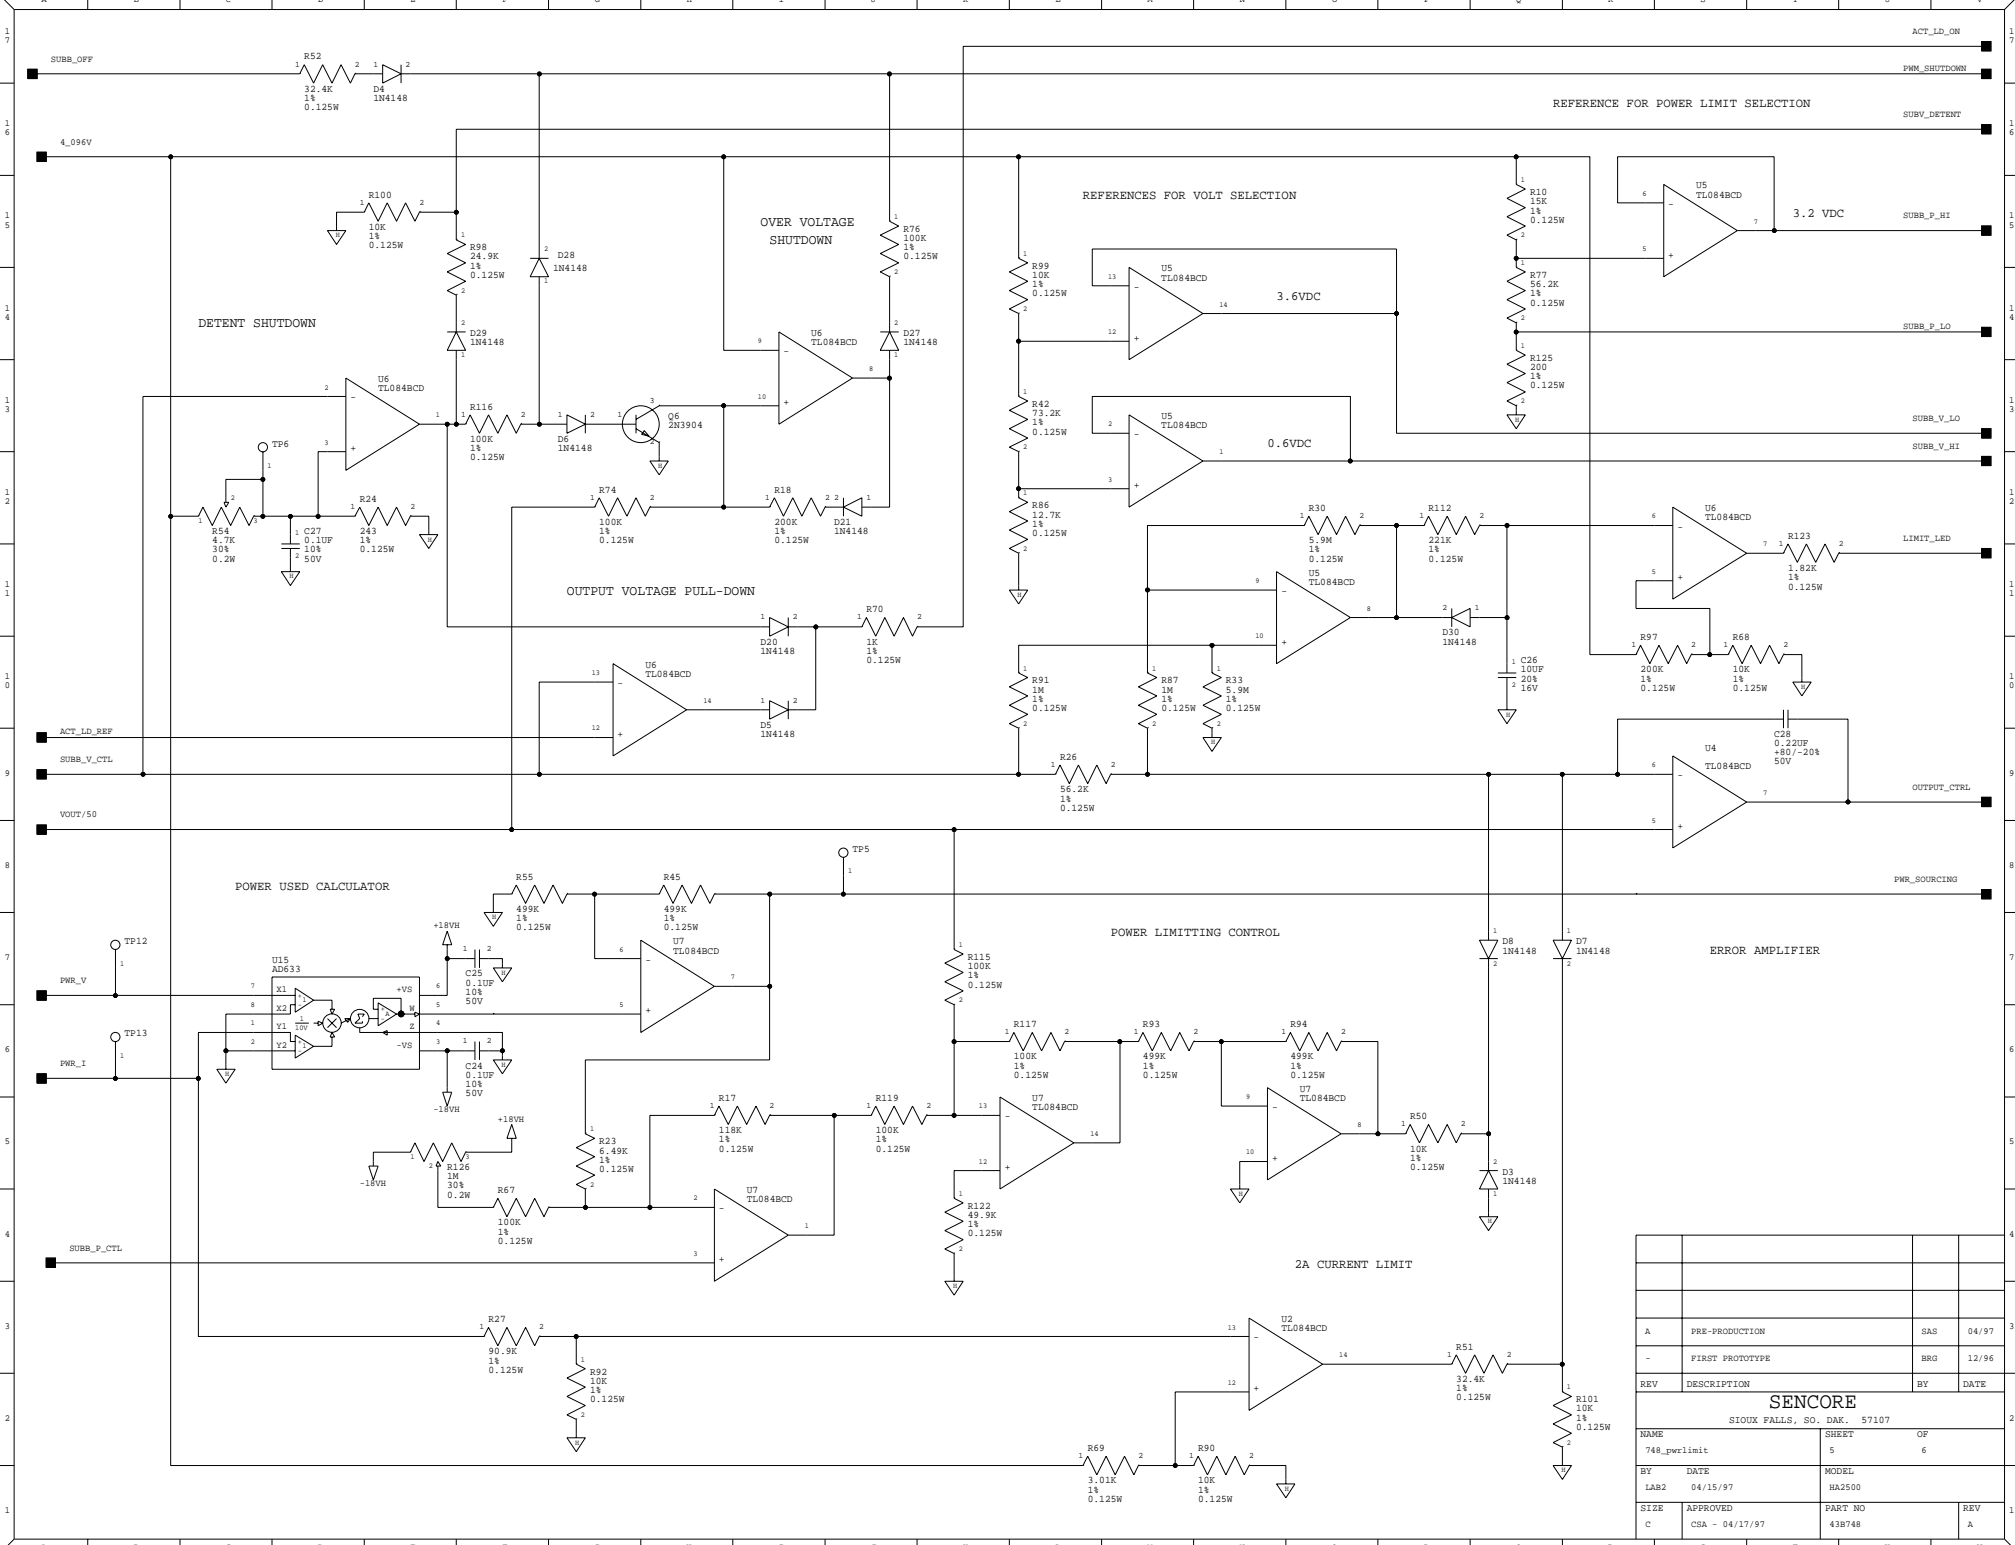 ACT_LD_ON
SUBB_OFF
R52
32.4K
1%
0.125W
D4
1N4148
PWM_SHUTDOWN
REFERENCE FOR POWER LIMIT SELECTION
SUBV_DETENT
4_096V
R100
10K
1%
0.125W
R98
24.9K
1%
0.125W
D28
1N4148
OVER VOLTAGE
SHUTDOWN
R76
100K
1%
0.125W
REFERENCES FOR VOLT SELECTION
R99
10K
1%
0.125W
U5
TL084BCD
3.6VDC
R10
15K
1%
0.125W
U5
TL084BCD
3.2 VDC
SUBB_P_HI
R77
56.2K
1%
0.125W
SUBB_P_LO
DETENT SHUTDOWN
D29
1N4148
U6
TL084BCD
D27
1N4148
R125
200
1%
0.125W
U6
TL084BCD
R116
100K
1%
0.125W
D6
1N4148
Q6
2N3904
R42
73.2K
1%
0.125W
U5
TL084BCD
0.6VDC
SUBB_V_LO
SUBB_V_HI
TP6
R54
4.7K
30%
0.2W
C27
0.1UF
10%
50V
R24
243
1%
0.125W
R74
100K
1%
0.125W
R18
200K
1%
0.125W
D21
1N4148
R86
12.7K
1%
0.125W
R30
5.9M
1%
0.125W
R112
221K
1%
0.125W
U6
TL084BCD
R123
1.82K
1%
0.125W
LIMIT_LED
OUTPUT VOLTAGE PULL-DOWN
U5
TL084BCD
D20
1N4148
R70
1K
1%
0.125W
D30
1N4148
R97
200K
1%
0.125W
R68
10K
1%
0.125W
U6
TL084BCD
D5
1N4148
R91
1M
1%
0.125W
R87
1M
1%
0.125W
R33
5.9M
1%
0.125W
C26
10UF
20%
16V
ACT_LD_REF
SUBB_V_CTL
R26
56.2K
1%
0.125W
C28
0.22UF
+80/-20%
50V
U4
TL084BCD
OUTPUT_CTRL
VOUT/50
TP5
POWER USED CALCULATOR
R55
499K
1%
0.125W
R45
499K
1%
0.125W
PWR_SOURCING
+18VH
TP12
U15
AD633
PWR_V
X1
X2
Y1
Y2
1
10V
+VS
W
Z
-VS
C25
0.1UF
10%
50V
U7
TL084BCD
POWER LIMITTING CONTROL
R115
100K
1%
0.125W
D8
1N4148
D7
1N4148
ERROR AMPLIFIER
TP13
PWR_I
C24
0.1UF
10%
50V
-18VH
R117
100K
1%
0.125W
R93
499K
1%
0.125W
R94
499K
1%
0.125W
+18VH
R126
1M
30%
0.2W
-18VH
R23
6.49K
1%
0.125W
R17
118K
1%
0.125W
R119
100K
1%
0.125W
U7
TL084BCD
U7
TL084BCD
R50
10K
1%
0.125W
D3
1N4148
R67
100K
1%
0.125W
U7
TL084BCD
R122
49.9K
1%
0.125W
SUBB_P_CTL
2A CURRENT LIMIT
R27
90.9K
1%
0.125W
R92
10K
1%
0.125W
U2
TL084BCD
R51
32.4K
1%
0.125W
R101
10K
1%
0.125W
R69
3.01K
1%
0.125W
R90
10K
1%
0.125W
A PRE-PRODUCTION SAS 04/97
- FIRST PROTOTYPE BRG 12/96
REV DESCRIPTION BY DATE
SENCORE
SIOUX FALLS, SO. DAK. 57107
NAME SHEET OF
748_pwrlimit 5 6
BY DATE MODEL
LAB2 04/15/97 HA2500
SIZE APPROVED PART NO REV
C CSA - 04/17/97 43B748 A